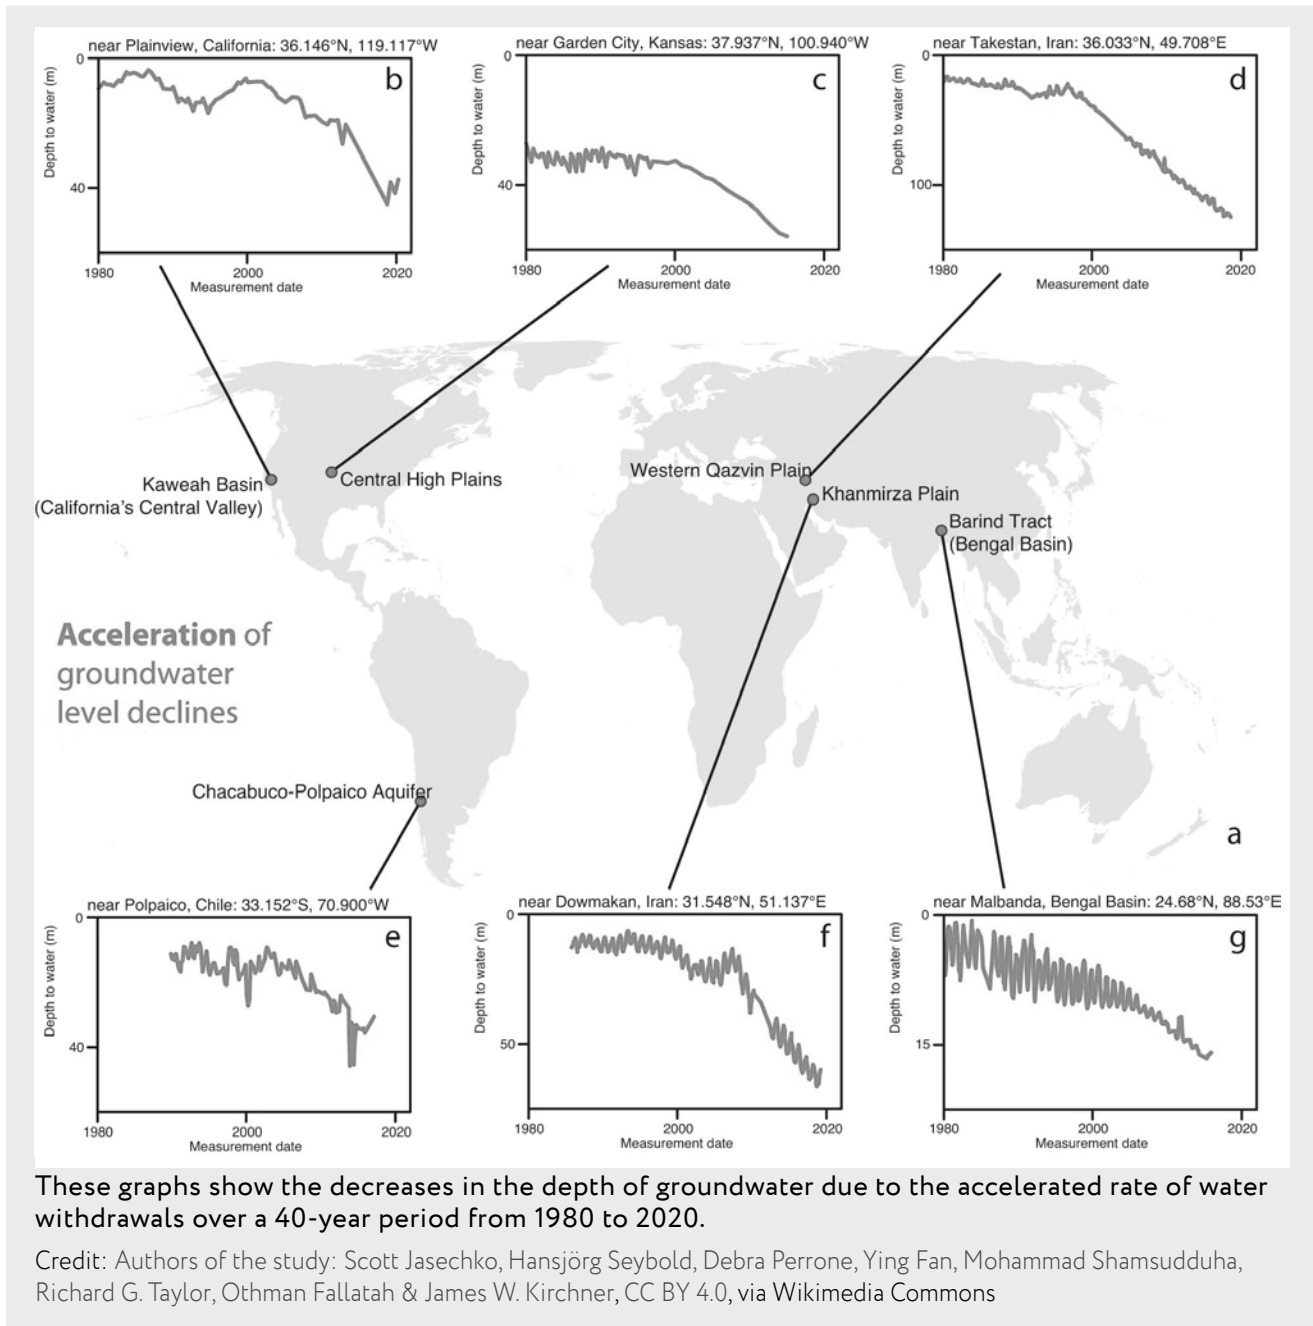 near Plainview, California: 36.146°N, 119.117°W
b
0
40
Depth to water (m)
1980
2000
2020
Measurement date
near Garden City, Kansas: 37.937°N, 100.940°W
c
0
40
Depth to water (m)
1980
2000
2020
Measurement date
near Takestan, Iran: 36.033°N, 49.708°E
d
0
100
Depth to water (m)
1980
2000
2020
Measurement date
Kaweah Basin
(California's Central Valley)
Central High Plains
Western Qazvin Plain
Khanmirza Plain
Barind Tract
(Bengal Basin)
Acceleration of
groundwater
level declines
Chacabuco-Polpaico Aquifer
a
near Polpaico, Chile: 33.152°S, 70.900°W
e
0
40
Depth to water (m)
1980
2000
2020
Measurement date
near Dowmakan, Iran: 31.548°N, 51.137°E
f
0
50
Depth to water (m)
1980
2000
2020
Measurement date
near Malbanda, Bengal Basin: 24.68°N, 88.53°E
g
0
15
Depth to water (m)
1980
2000
2020
Measurement date
These graphs show the decreases in the depth of groundwater due to the accelerated rate of water
withdrawals over a 40-year period from 1980 to 2020.
Credit: Authors of the study: Scott Jasechko, Hansjörg Seybold, Debra Perrone, Ying Fan, Mohammad Shamsudduha,
Richard G. Taylor, Othman Fallatah & James W. Kirchner, CC BY 4.0, via Wikimedia Commons